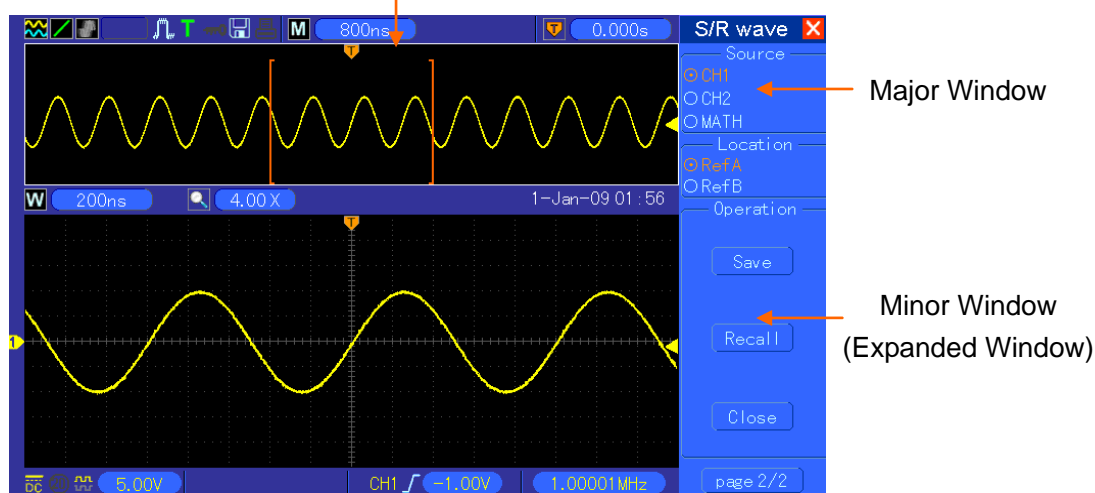 M 800ns T 0.000s S/R wave X
T
Source
CH1
CH2
MATH
Major Window
Location
RefA
RefB
W 200ns 4.00X 1-Jan-09 01:56
Operation
T
Save
Minor Window
(Expanded Window)
Recall
1
Close
DC 5.00V CH1 -1.00V 1.00001MHz page 2/2